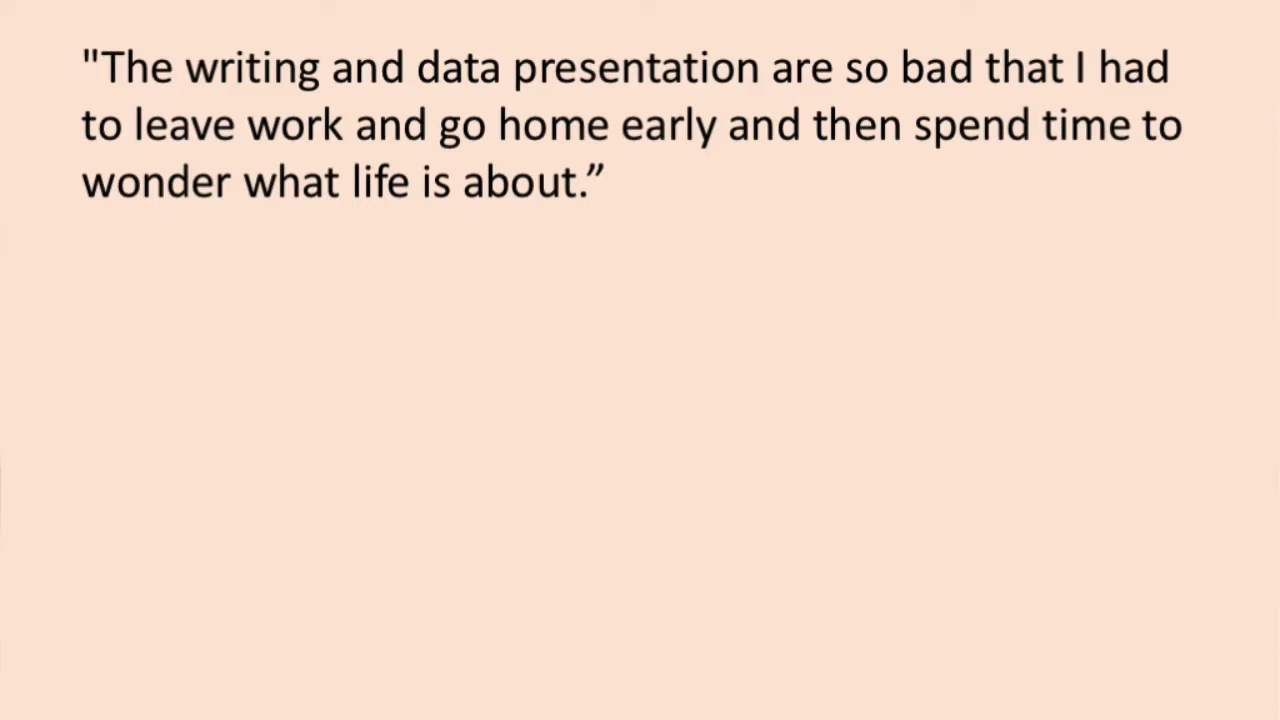 "The writing and data presentation are so bad that I had
to leave work and go home early and then spend time to
wonder what life is about.”